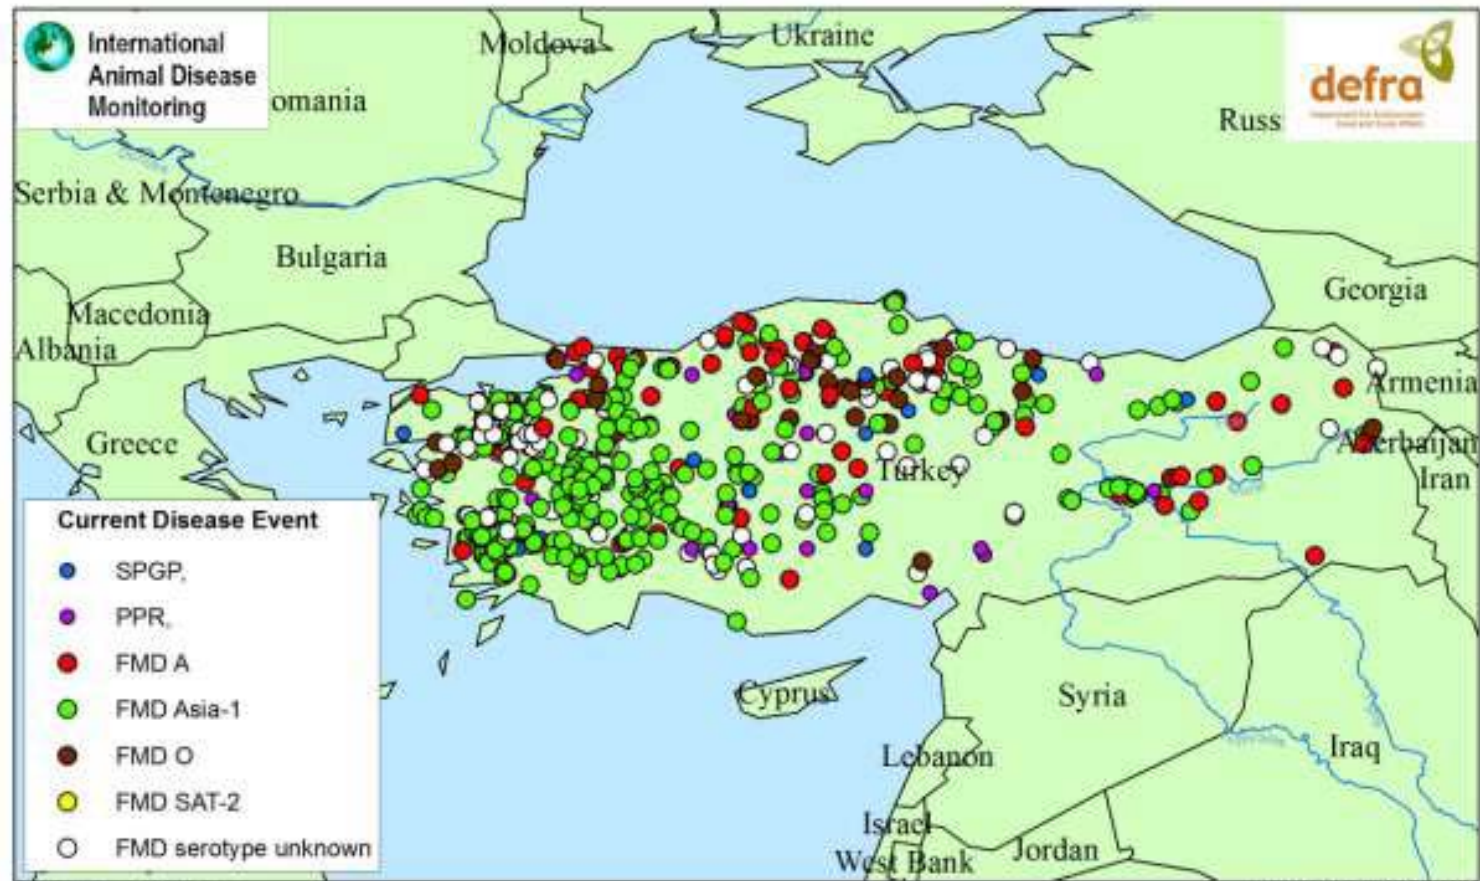 International
Animal Disease
Monitoring
Moldova
Ukraine
defra
omania
Russ
Serbia & Montenegro
Bulgaria
Georgia
Macedonia
Albania
Armenia
Greece
Azerbaijan
Turkey
Iran
Current Disease Event
SPGP,
PPR,
FMD A
FMD Asia-1
FMD O
FMD SAT-2
FMD serotype unknown
Cyprus
Syria
Lebanon
Iraq
Israel
West Bank
Jordan